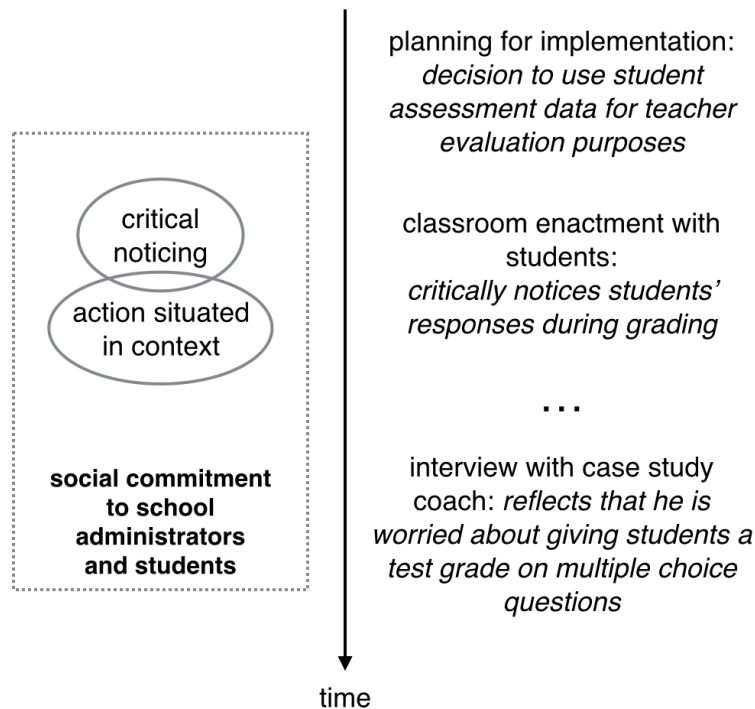 planning for implementation:
decision to use student
assessment data for teacher
evaluation purposes
critical
noticing
action situated
in context
social commitment
to school
administrators
and students
classroom enactment with
students:
critically notices students’
responses during grading
...
interview with case study
coach: reflects that he is
worried about giving students a
test grade on multiple choice
questions
time